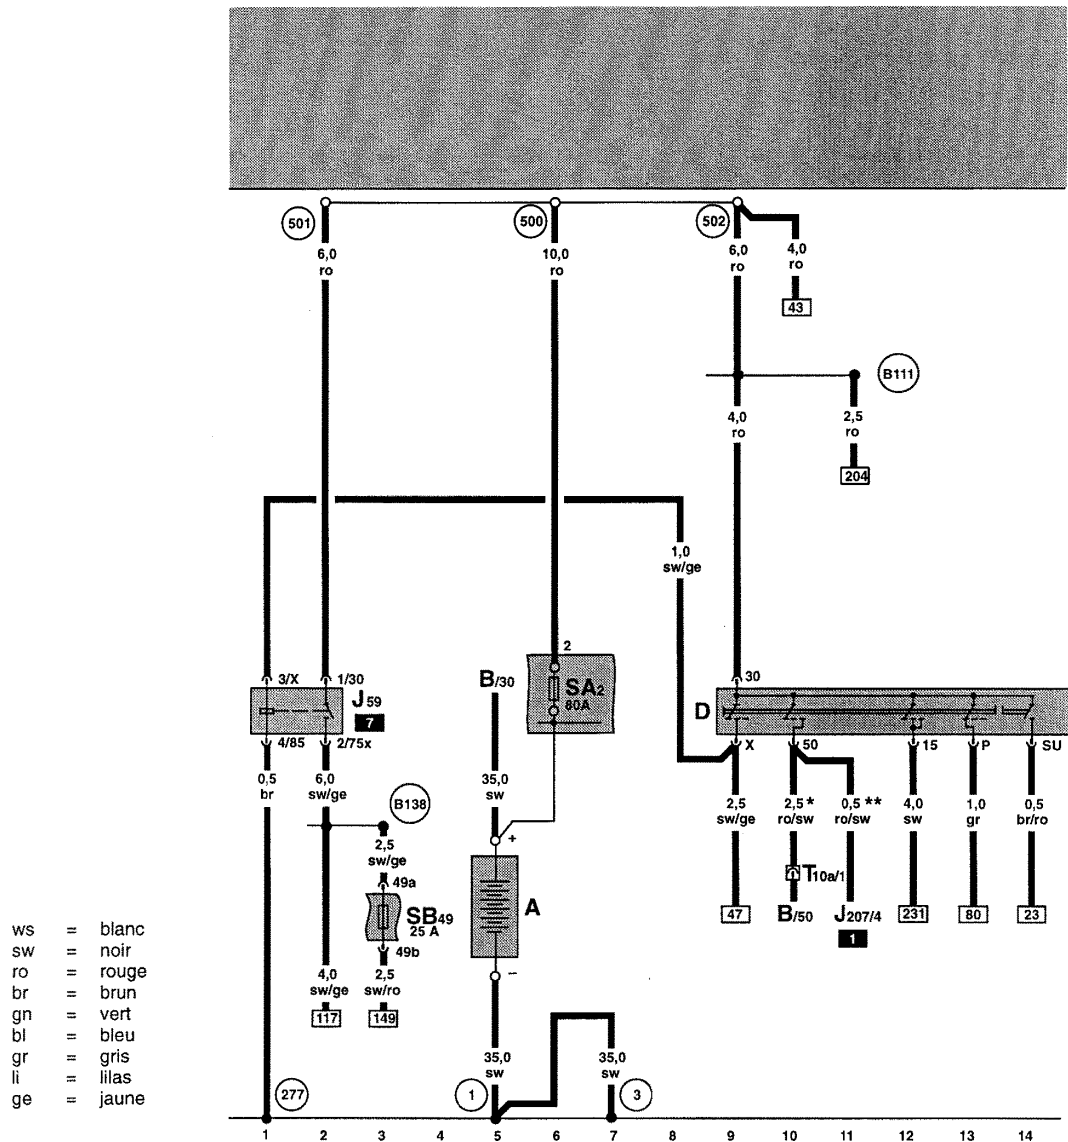 501
500
502
6,0
ro
10,0
ro
6,0
ro
4,0
ro
43
B111
4,0
ro
2,5
ro
204
1,0
sw/ge
2
3/X
1/30
J59
7
4/85
2/75x
B/30
SA2
80A
30
D
X
50
15
P
SU
0,5
br
6,0
sw/ge
B138
35,0
sw
2,5
sw/ge
2,5 *
ro/sw
0,5 **
ro/sw
4,0
sw
1,0
gr
0,5
br/ro
2,5
sw/ge
49a
SB49
25 A
49b
+
A
–
T10a/1
47
B/50
J207/4
1
231
80
23
4,0
sw/ge
117
2,5
sw/ro
149
ws = blanc
sw = noir
ro = rouge
br = brun
gn = vert
bl = bleu
gr = gris
li = lilas
ge = jaune
35,0
sw
35,0
sw
277
1
3
1 2 3 4 5 6 7 8 9 10 11 12 13 14